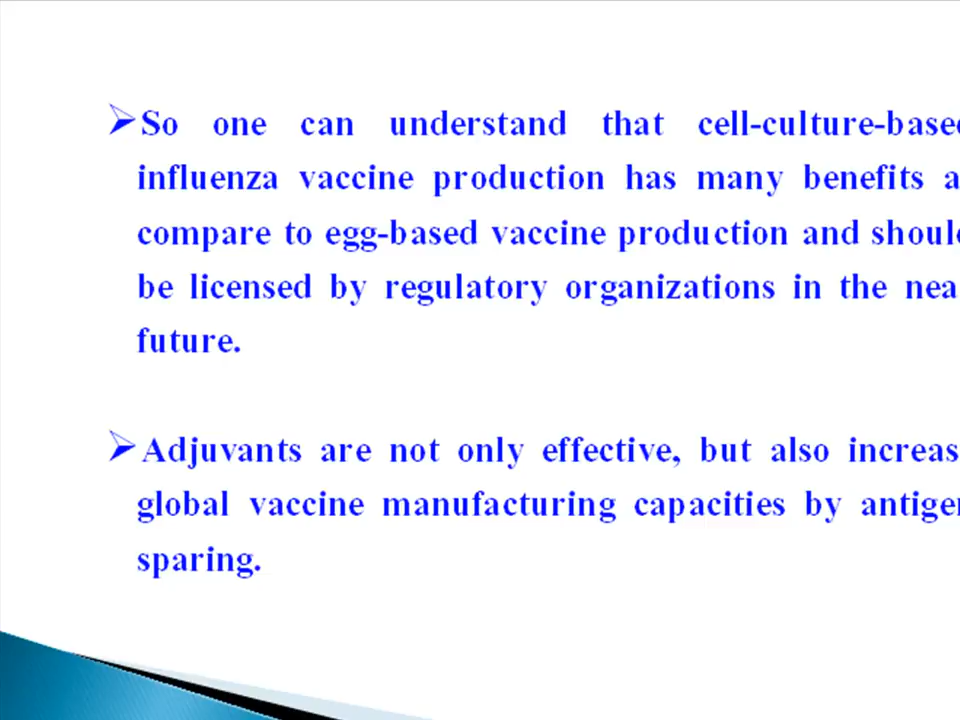 So one can understand that cell-culture-based
influenza vaccine production has many benefits a
compare to egg-based vaccine production and shoul
be licensed by regulatory organizations in the nea
future.
Adjuvants are not only effective, but also increas
global vaccine manufacturing capacities by antigen
sparing.